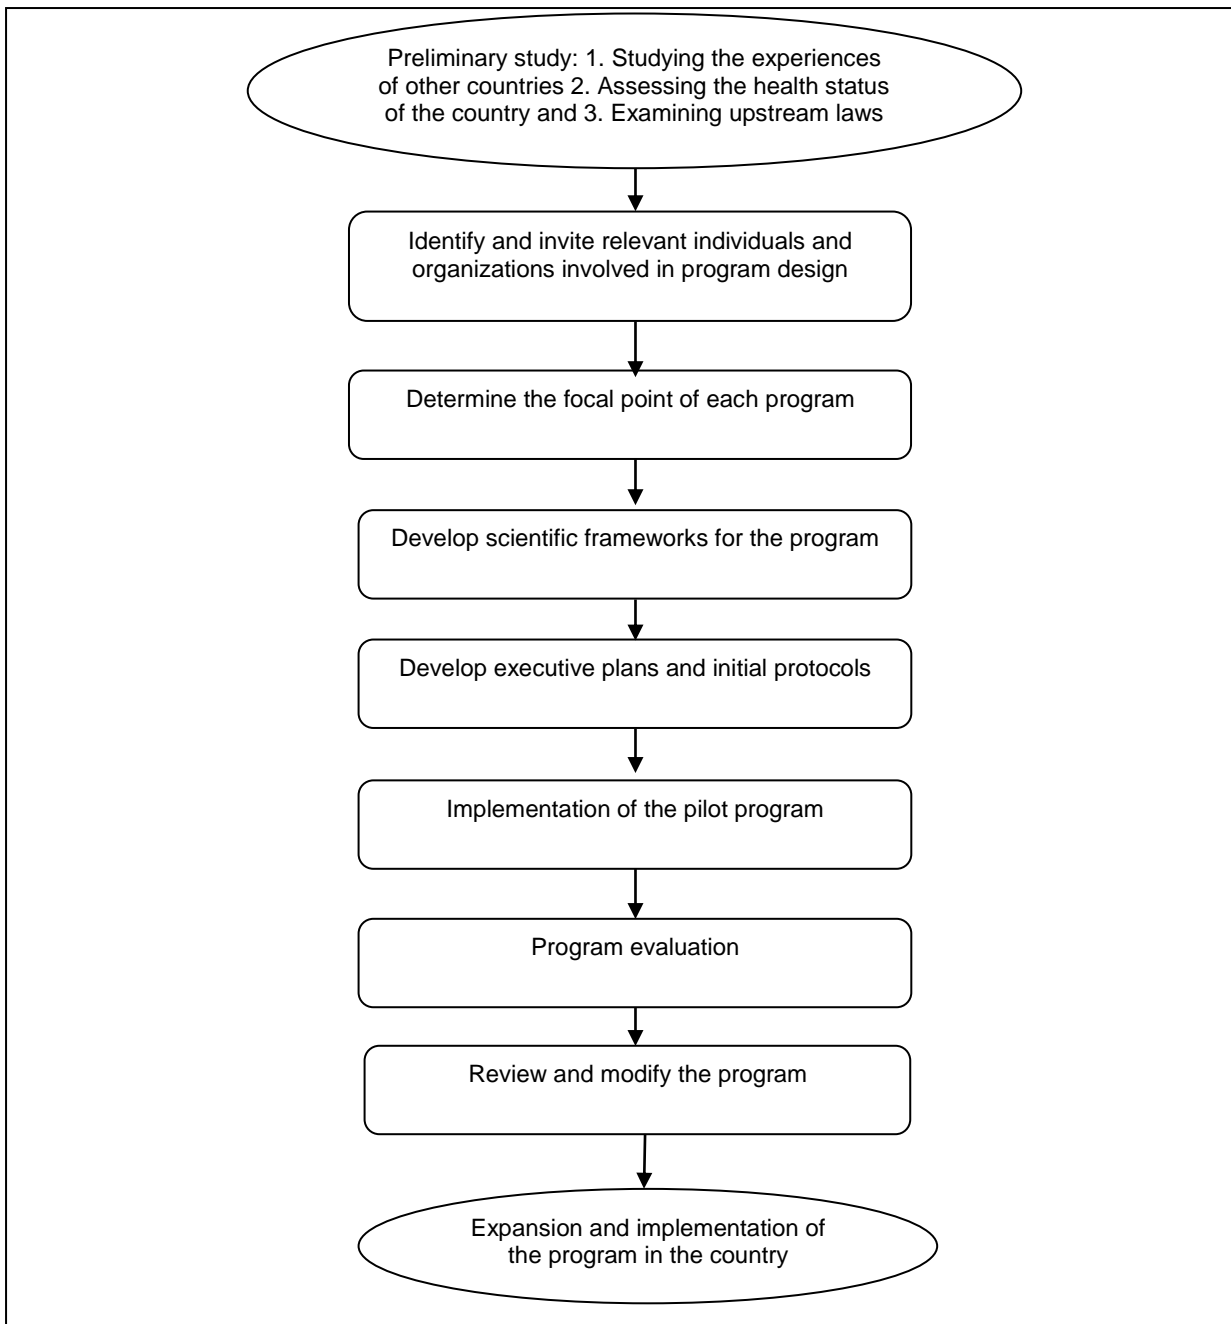 Preliminary study: 1. Studying the experiences
of other countries 2. Assessing the health status
of the country and 3. Examining upstream laws
Identify and invite relevant individuals and
organizations involved in program design
Determine the focal point of each program
Develop scientific frameworks for the program
Develop executive plans and initial protocols
Implementation of the pilot program
Program evaluation
Review and modify the program
Expansion and implementation of
the program in the country